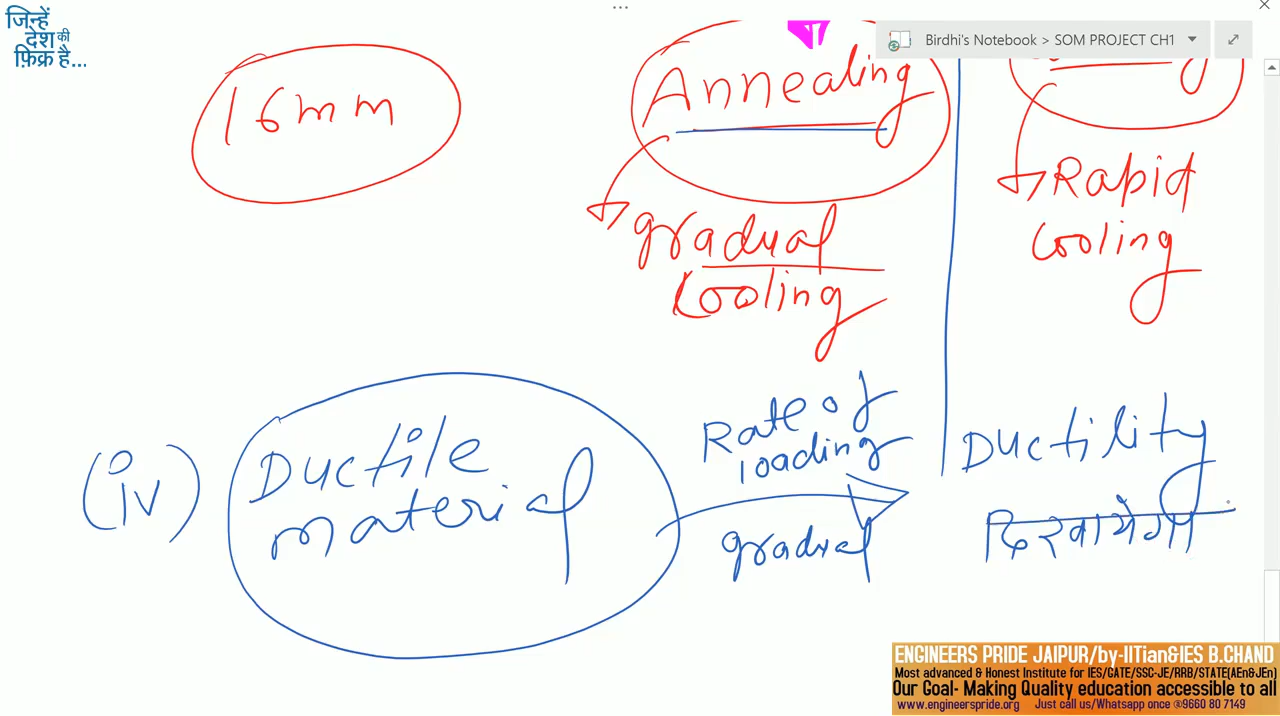 जिन्हें
देश की
फ़िक्र है...
Birdhi's Notebook > SOM PROJECT CH1
16mm
Annealing
gradual
cooling
Rapid
cooling
(iv) Ductile
material
Rate of
loading
gradual
Ductility
दिखायेगा
ENGINEERS PRIDE JAIPUR/by-IITian&IES B.CHAND
Most advanced & Honest Institute for IES/GATE/SSC-JE/RRB/STATE(AEn&JEn)
Our Goal- Making Quality education accessible to all
www.engineerspride.org Just call us/Whatsapp once @9660 80 7149